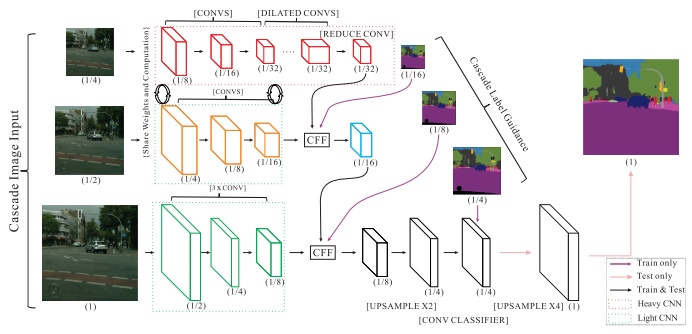 [CONVS]
[DILATED CONVS]
[REDUCE CONV]
(1/4)
(1/8)
(1/16)
(1/32)
(1/32)
(1/32)
(1/16)
{Share Weights and Computation}
[CONVS]
Cascade Image Input
Cascade Label Guidance
(1/2)
(1/4)
(1/8)
(1/16)
CFF
(1/16)
(1/8)
(1)
[3 X CONV]
(1/4)
(1)
(1/2)
(1/4)
(1/8)
CFF
(1/8)
(1/4)
(1/4)
(1)
[UPSAMPLE X2]
[UPSAMPLE X4]
[CONV CLASSIFIER]
Train only
Test only
Train & Test
Heavy CNN
Light CNN